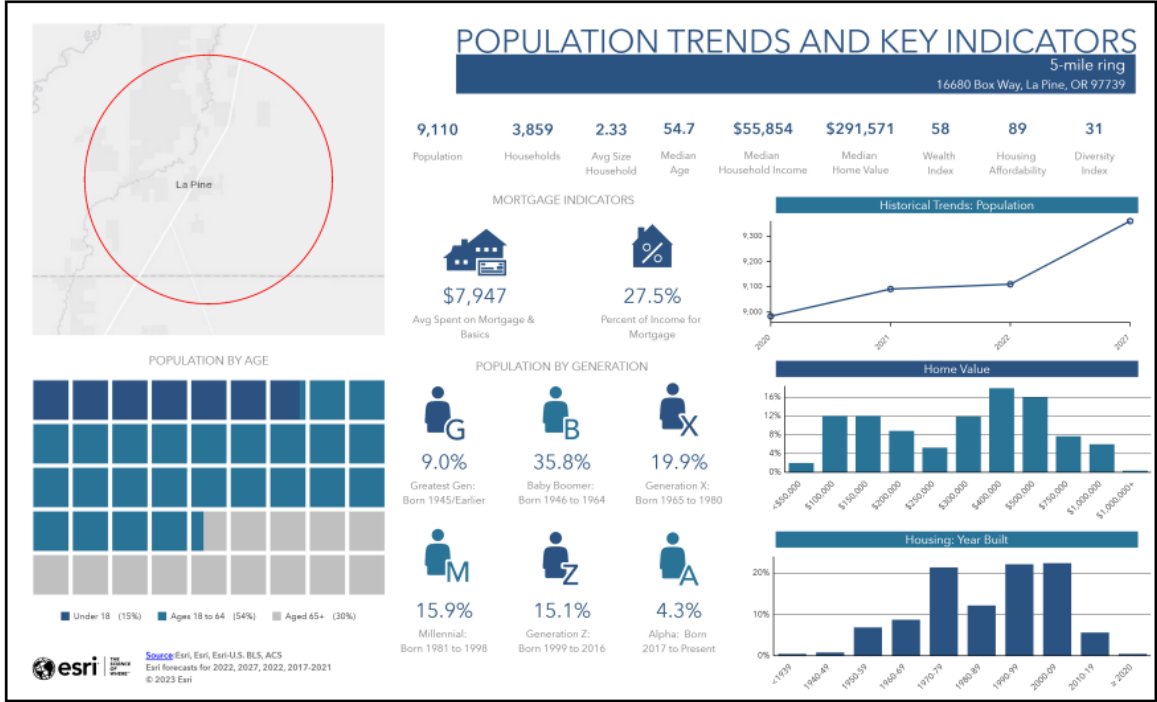 POPULATION TRENDS AND KEY INDICATORS
5-mile ring
16680 Box Way, La Pine, OR 97739
La Pine
9,110
Population
3,859
Households
2.33
Avg Size
Household
54.7
Median
Age
$55,854
Median
Household Income
$291,571
Median
Home Value
58
Wealth
Index
89
Housing
Affordability
31
Diversity
Index
MORTGAGE INDICATORS
$7,947
Avg Spent on Mortgage &
Basics
%
27.5%
Percent of Income for
Mortgage
Historical Trends: Population
9,300
9,200
9,100
9,000
2020
2021
2022
2027
POPULATION BY AGE
Under 18 (15%)
Ages 18 to 64 (54%)
Aged 65+ (30%)
POPULATION BY GENERATION
G
9.0%
Greatest Gen:
Born 1945/Earlier
B
35.8%
Baby Boomer:
Born 1946 to 1964
X
19.9%
Generation X:
Born 1965 to 1980
M
15.9%
Millennial:
Born 1981 to 1998
Z
15.1%
Generation Z:
Born 1999 to 2016
A
4.3%
Alpha: Born
2017 to Present
Home Value
16%
12%
8%
4%
0%
<$50,000
$100,000
$150,000
$200,000
$250,000
$300,000
$400,000
$500,000
$750,000
$1,000,000
$1,000,000+
Housing: Year Built
20%
10%
0%
<1939
1940-49
1950-59
1960-69
1970-79
1980-89
1990-99
2000-09
2010-19
≥ 2020
esri
THE
SCIENCE
OF
WHERE™
Source: Esri, Esri, Esri-U.S. BLS, ACS
Esri forecasts for 2022, 2027, 2022, 2017-2021
© 2023 Esri